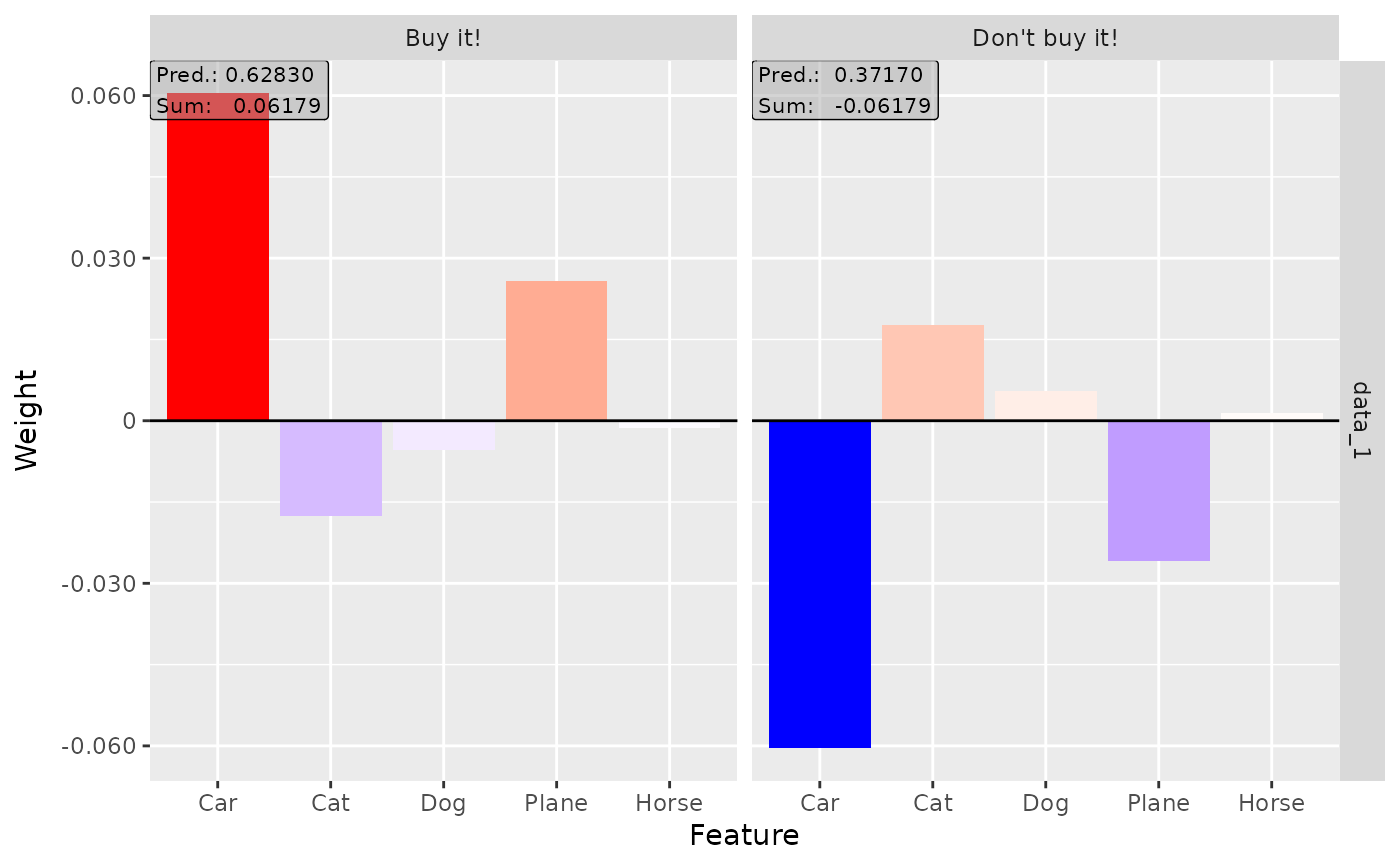 Buy it!
Don't buy it!
Pred.: 0.62830
Sum: 0.06179
Pred.: 0.37170
Sum: -0.06179
0.060
0.030
0
-0.030
-0.060
Weight
data_1
Car Cat Dog Plane Horse
Car Cat Dog Plane Horse
Feature